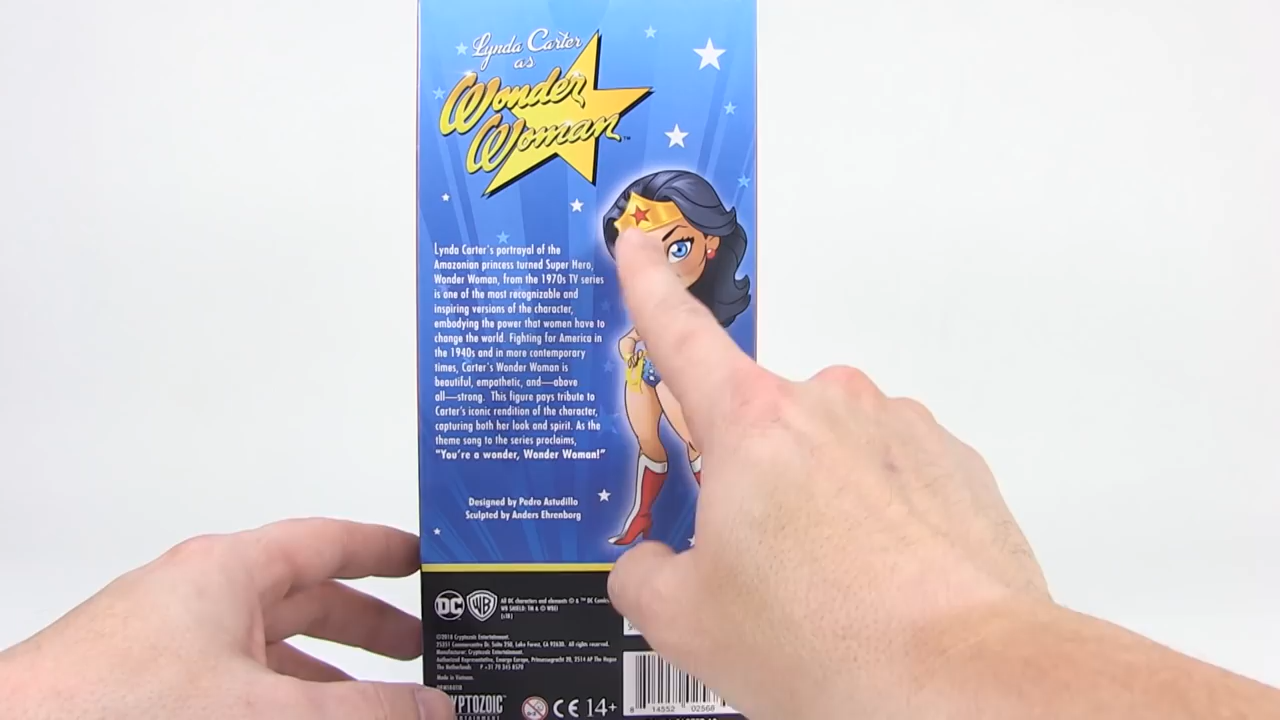 Lynda Carter
as
Wonder
Woman™
Lynda Carter's portrayal of the
Amazonian princess turned Super Hero,
Wonder Woman, from the 1970s TV series
is one of the most recognizable and
inspiring versions of the character,
embodying the power that women have to
change the world. Fighting for America in
the 1940s and in more contemporary
times, Carter's Wonder Woman is
beautiful, empathetic, and—above
all—strong. This figure pays tribute to
Carter's iconic rendition of the character,
capturing both her look and spirit. As the
theme song to the series proclaims,
"You're a wonder, Wonder Woman!"
Designed by Pedro Astudillo
Sculpted by Anders Ehrenborg
DC
WB
All DC characters and elements © & ™ DC Comics
WB SHIELD: TM & © WBEI
(s18)
©2018 Cryptozoic Entertainment.
25351 Commercentre Dr. Suite 250, Lake Forest, CA 92630. All rights reserved.
Manufacturer: Cryptozoic Entertainment.
Authorized Representative, Emerge Europe, Prinsessegracht 20, 2514 AP The Hague
The Netherlands P +31 70 345 8570
Made in Vietnam.
YPTOZOIC
CE 14+
8 14552 02568